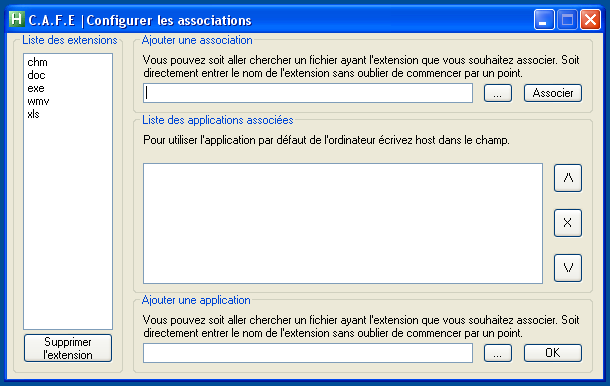 C.A.F.E | Configurer les associations
Liste des extensions
chm
doc
exe
wmv
xls
Supprimer
l'extension
Ajouter une association
Vous pouvez soit aller chercher un fichier ayant l'extension que vous souhaitez associer. Soit
directement entrer le nom de l'extension sans oublier de commencer par un point.
...
Associer
Liste des applications associées
Pour utiliser l'application par défaut de l'ordinateur écrivez host dans le champ.
/\
X
\/
Ajouter une application
Vous pouvez soit aller chercher un fichier ayant l'extension que vous souhaitez associer. Soit
directement entrer le nom de l'extension sans oublier de commencer par un point.
...
OK